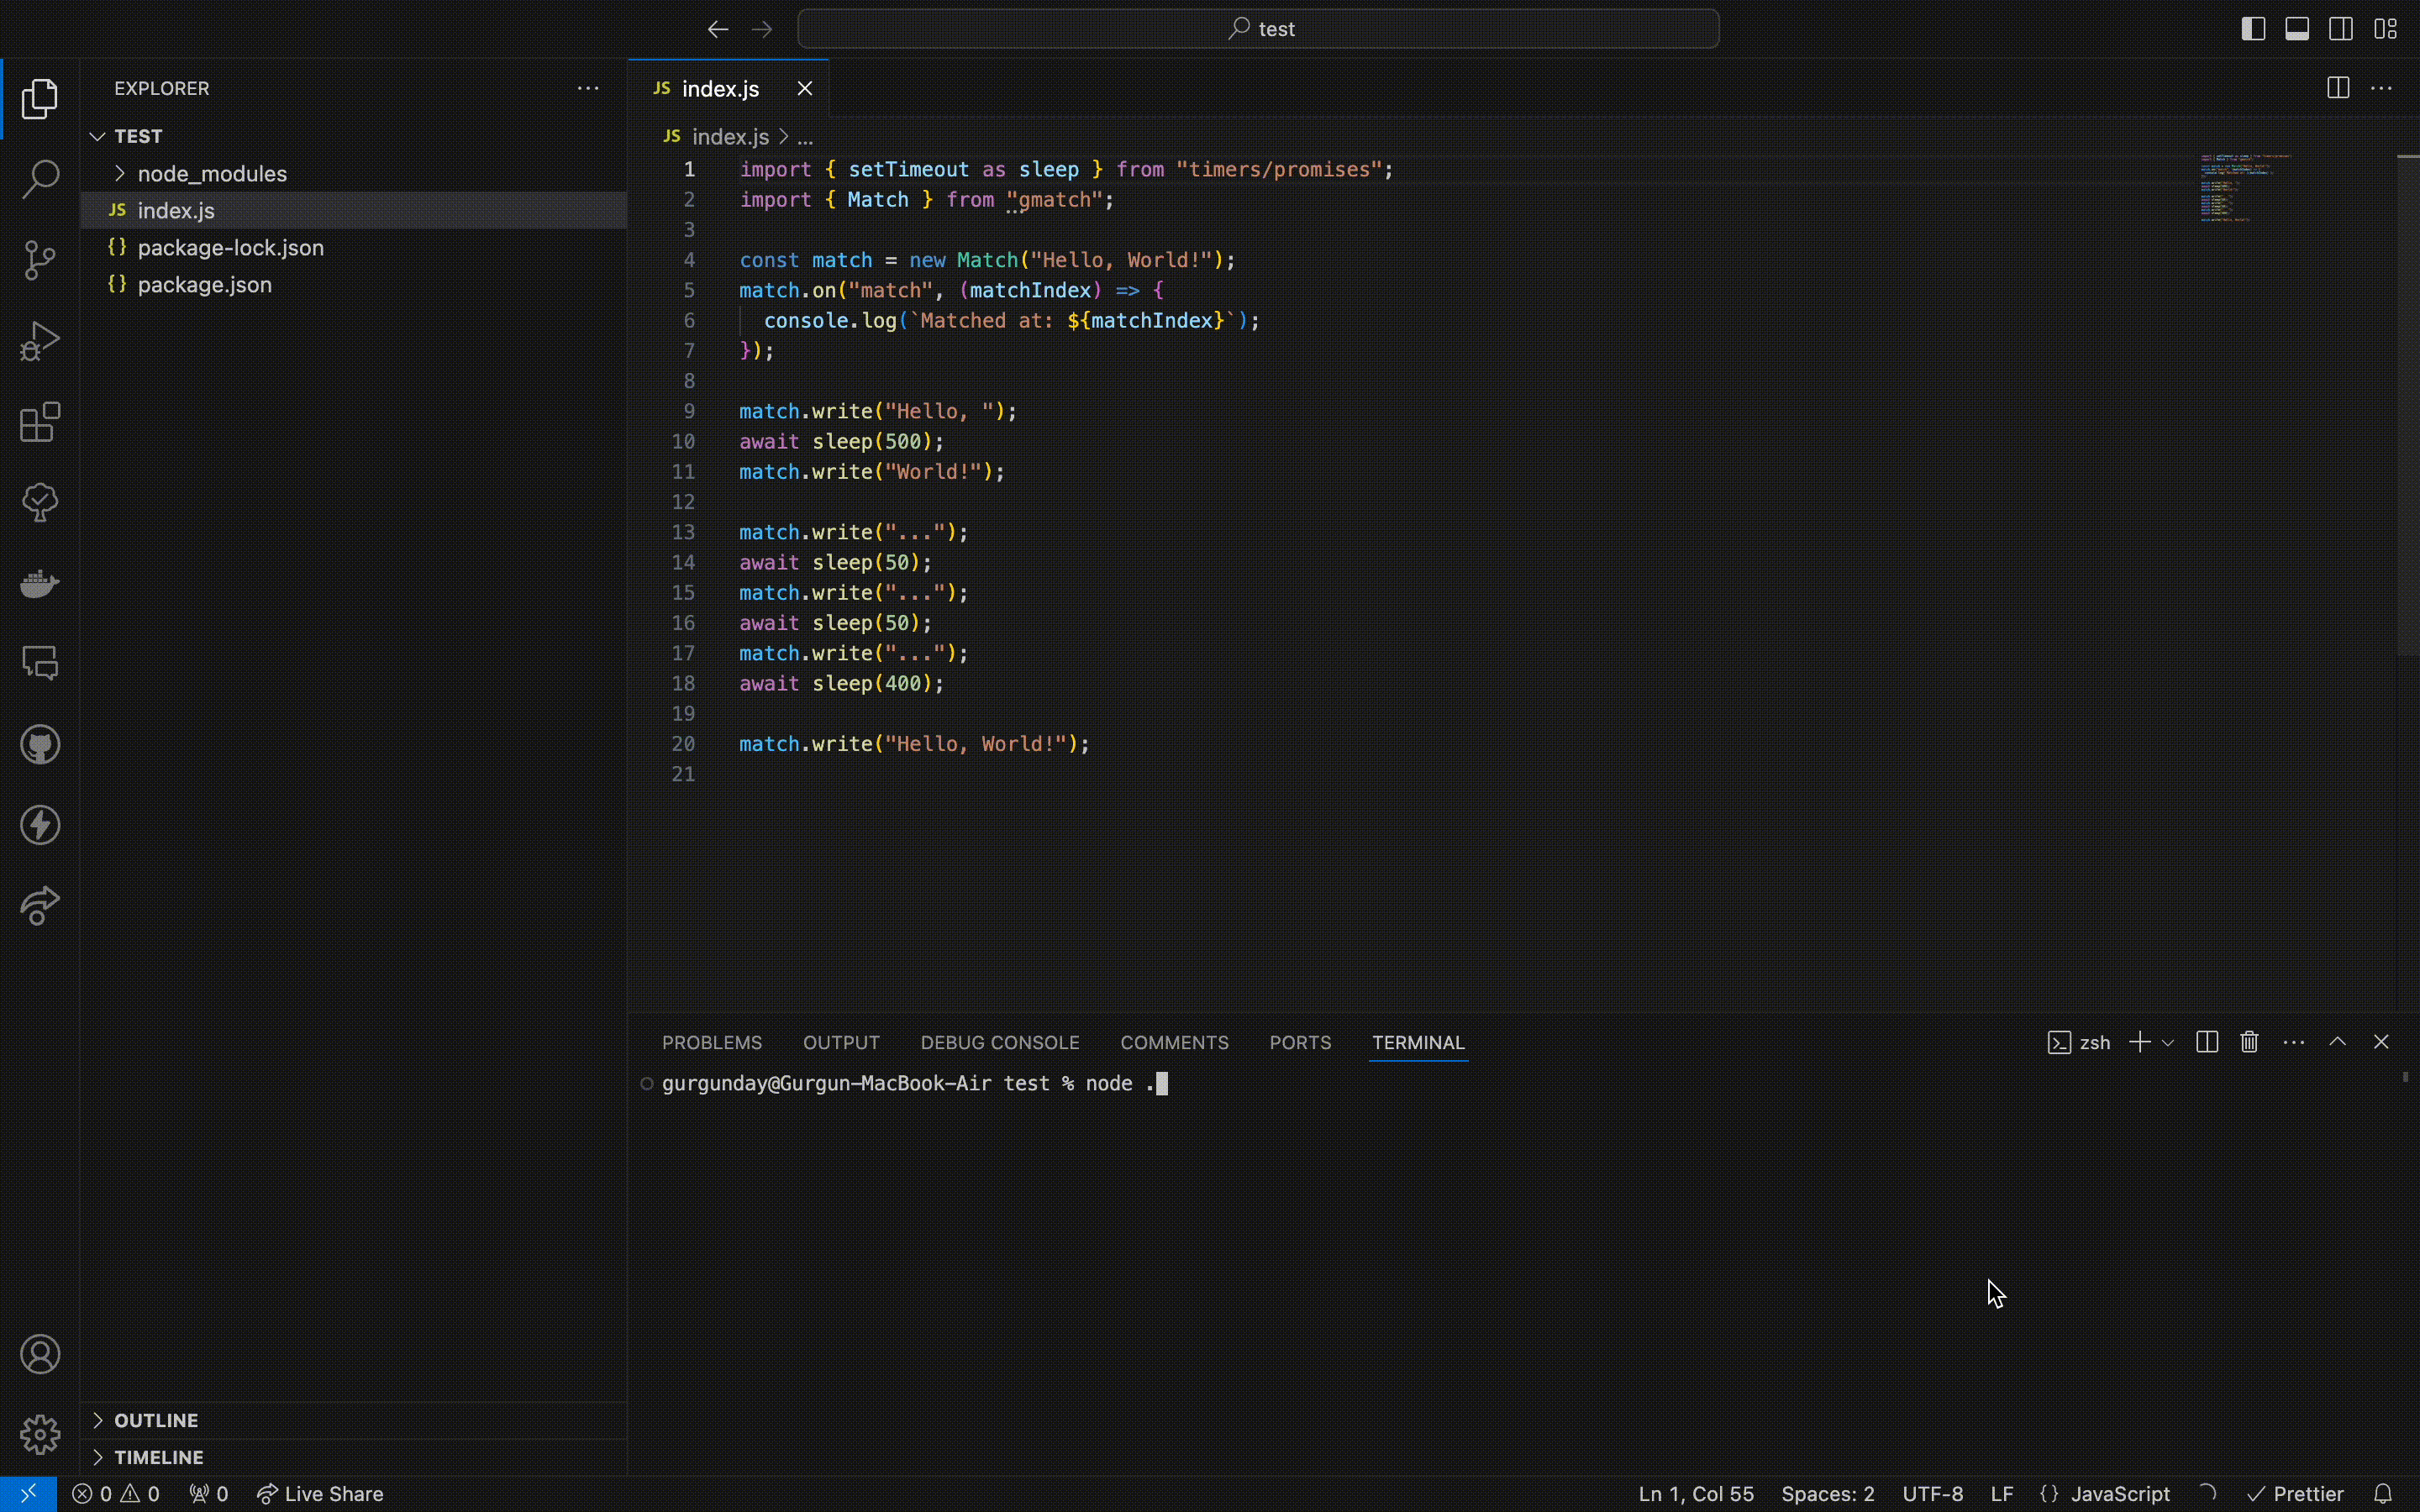 test
EXPLORER
TEST
node_modules
JS index.js
{} package-lock.json
{} package.json
OUTLINE
TIMELINE
JS index.js
JS index.js > ...
1 import { setTimeout as sleep } from "timers/promises";
2 import { Match } from "gmatch";
3
4 const match = new Match("Hello, World!");
5 match.on("match", (matchIndex) => {
6   console.log(`Matched at: ${matchIndex}`);
7 });
8
9 match.write("Hello, ");
10 await sleep(500);
11 match.write("World!");
12
13 match.write("...");
14 await sleep(50);
15 match.write("...");
16 await sleep(50);
17 match.write("...");
18 await sleep(400);
19
20 match.write("Hello, World!");
21
PROBLEMS OUTPUT DEBUG CONSOLE COMMENTS PORTS TERMINAL zsh
gurgunday@Gurgun-MacBook-Air test % node .
0 0 0 Live Share Ln 1, Col 55 Spaces: 2 UTF-8 LF {} JavaScript Prettier